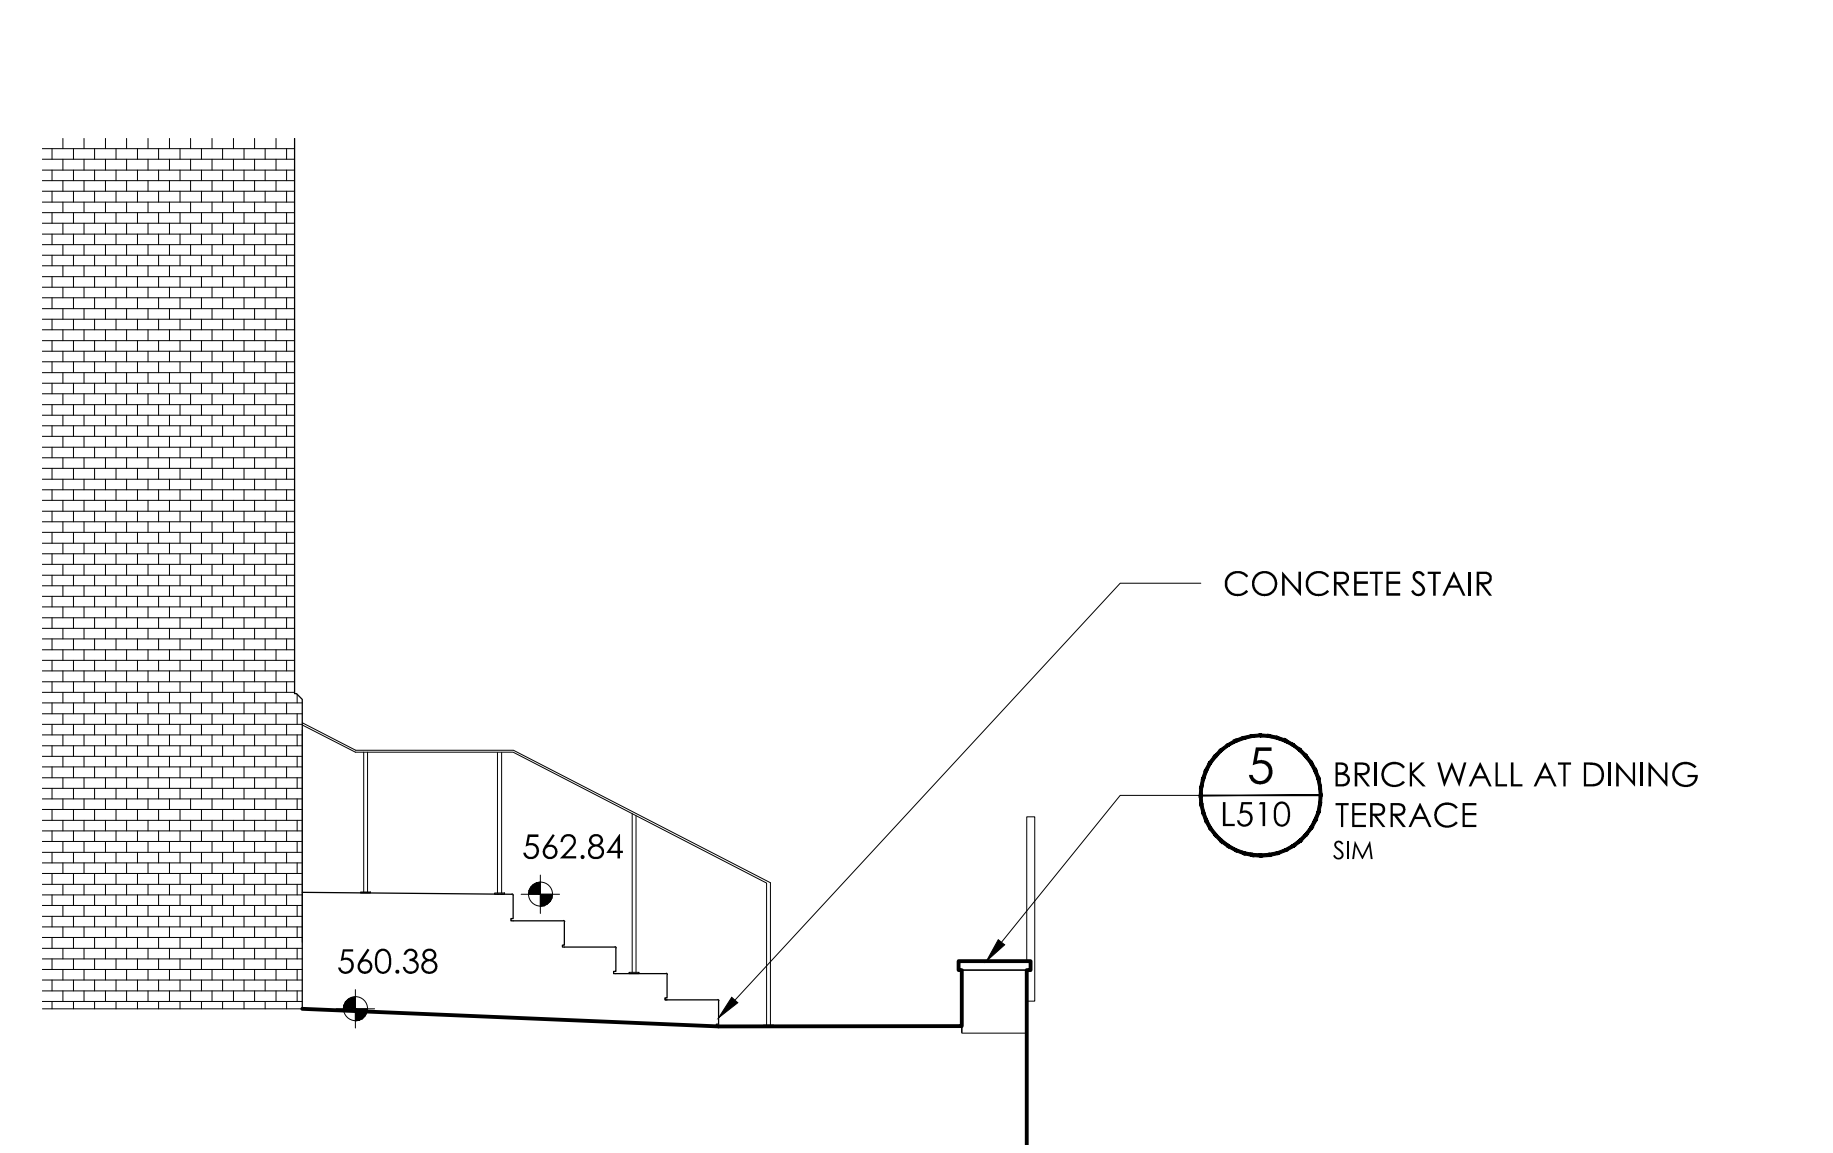 CONCRETE STAIR
5
L510
BRICK WALL AT DINING
TERRACE
SIM
562.84
560.38